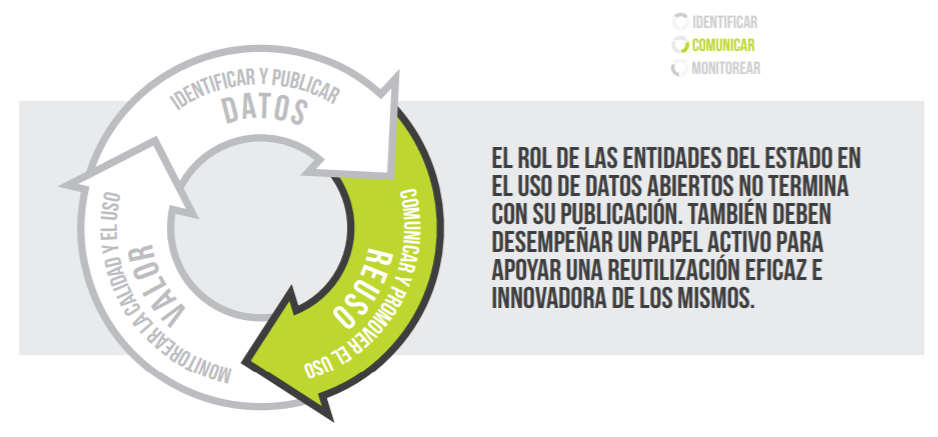 IDENTIFICAR
COMUNICAR
MONITOREAR
IDENTIFICAR Y PUBLICAR
DATOS
COMUNICAR Y PROMOVER EL USO
REUSO
MONITOREAR LA CALIDAD Y EL USO
VALOR
EL ROL DE LAS ENTIDADES DEL ESTADO EN
EL USO DE DATOS ABIERTOS NO TERMINA
CON SU PUBLICACIÓN. TAMBIÉN DEBEN
DESEMPEÑAR UN PAPEL ACTIVO PARA
APOYAR UNA REUTILIZACIÓN EFICAZ E
INNOVADORA DE LOS MISMOS.